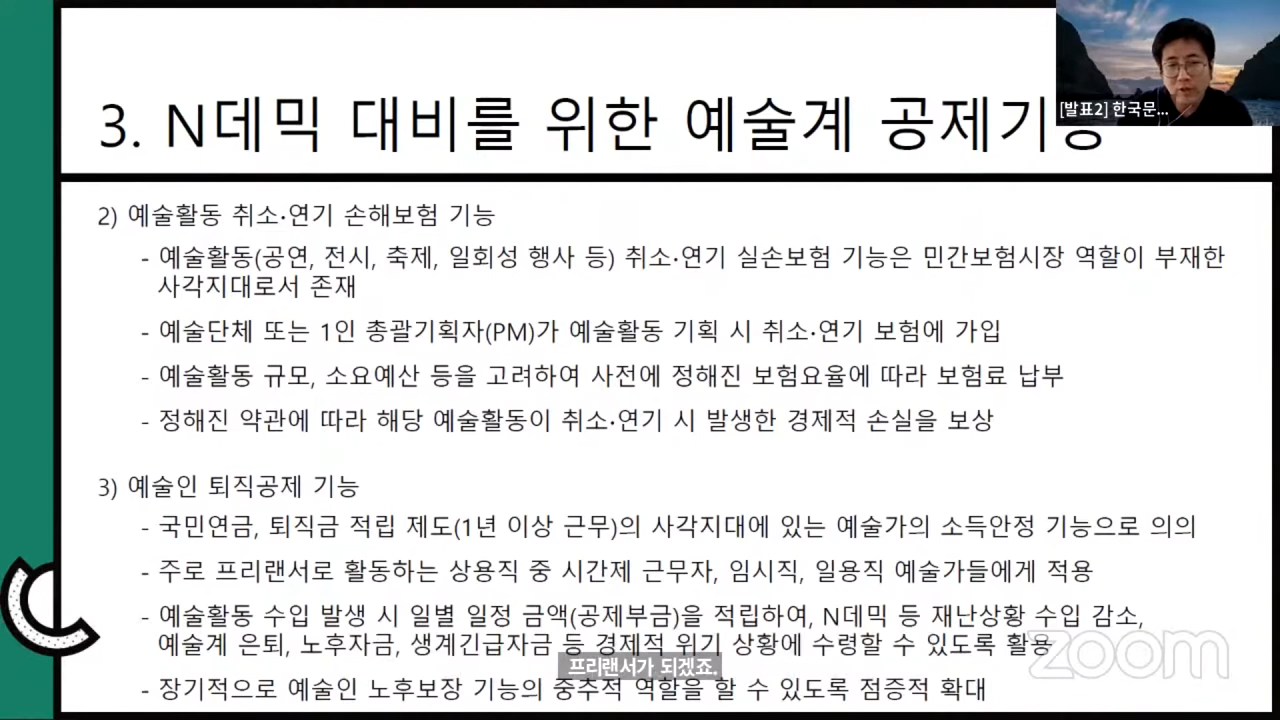 3. N데믹 대비를 위한 예술계 공제기능
[발표2] 한국문...
2) 예술활동 취소·연기 손해보험 기능
- 예술활동(공연, 전시, 축제, 일회성 행사 등) 취소·연기 실손보험 기능은 민간보험시장 역할이 부재한
사각지대로서 존재
- 예술단체 또는 1인 총괄기획자(PM)가 예술활동 기획 시 취소·연기 보험에 가입
- 예술활동 규모, 소요예산 등을 고려하여 사전에 정해진 보험요율에 따라 보험료 납부
- 정해진 약관에 따라 해당 예술활동이 취소·연기 시 발생한 경제적 손실을 보상
3) 예술인 퇴직공제 기능
- 국민연금, 퇴직금 적립 제도(1년 이상 근무)의 사각지대에 있는 예술가의 소득안정 기능으로 의의
- 주로 프리랜서로 활동하는 상용직 중 시간제 근무자, 임시직, 일용직 예술가들에게 적용
- 예술활동 수입 발생 시 일별 일정 금액(공제부금)을 적립하여, N데믹 등 재난상황 수입 감소,
예술계 은퇴, 노후자금, 생계긴급자금 등 경제적 위기 상황에 수령할 수 있도록 활용
zoom
프리랜서가 되겠죠.
- 장기적으로 예술인 노후보장 기능의 중추적 역할을 할 수 있도록 점증적 확대